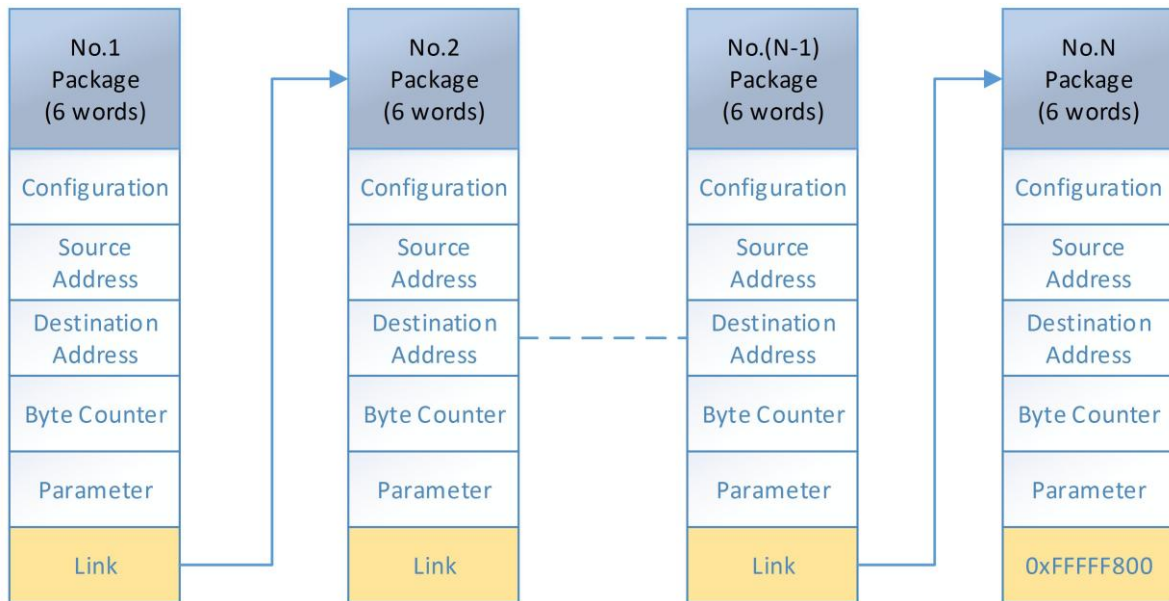 No.1
Package
(6 words)
Configuration
Source
Address
Destination
Address
Byte Counter
Parameter
Link
No.2
Package
(6 words)
Configuration
Source
Address
Destination
Address
Byte Counter
Parameter
Link
No.(N-1)
Package
(6 words)
Configuration
Source
Address
Destination
Address
Byte Counter
Parameter
Link
No.N
Package
(6 words)
Configuration
Source
Address
Destination
Address
Byte Counter
Parameter
0xFFFFF800